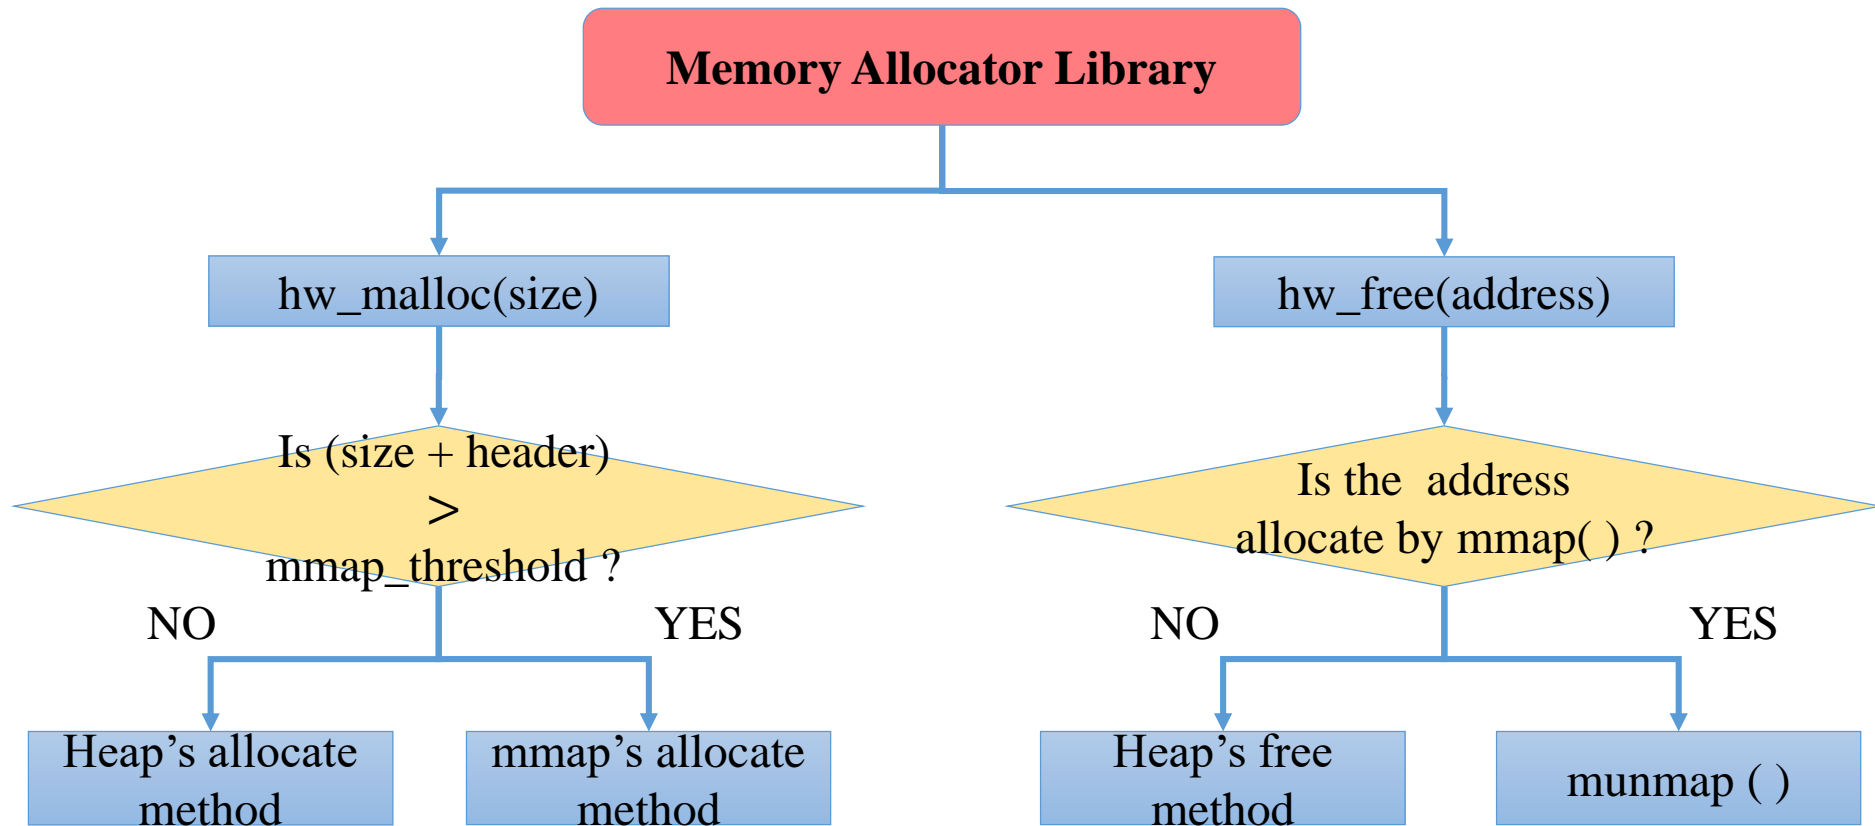 Memory Allocator Library
hw_malloc(size)
hw_free(address)
Is (size + header)
>
mmap_threshold ?
Is the  address
allocate by mmap( ) ?
NO
YES
NO
YES
Heap’s allocate
method
mmap’s allocate
method
Heap’s free
method
munmap ( )